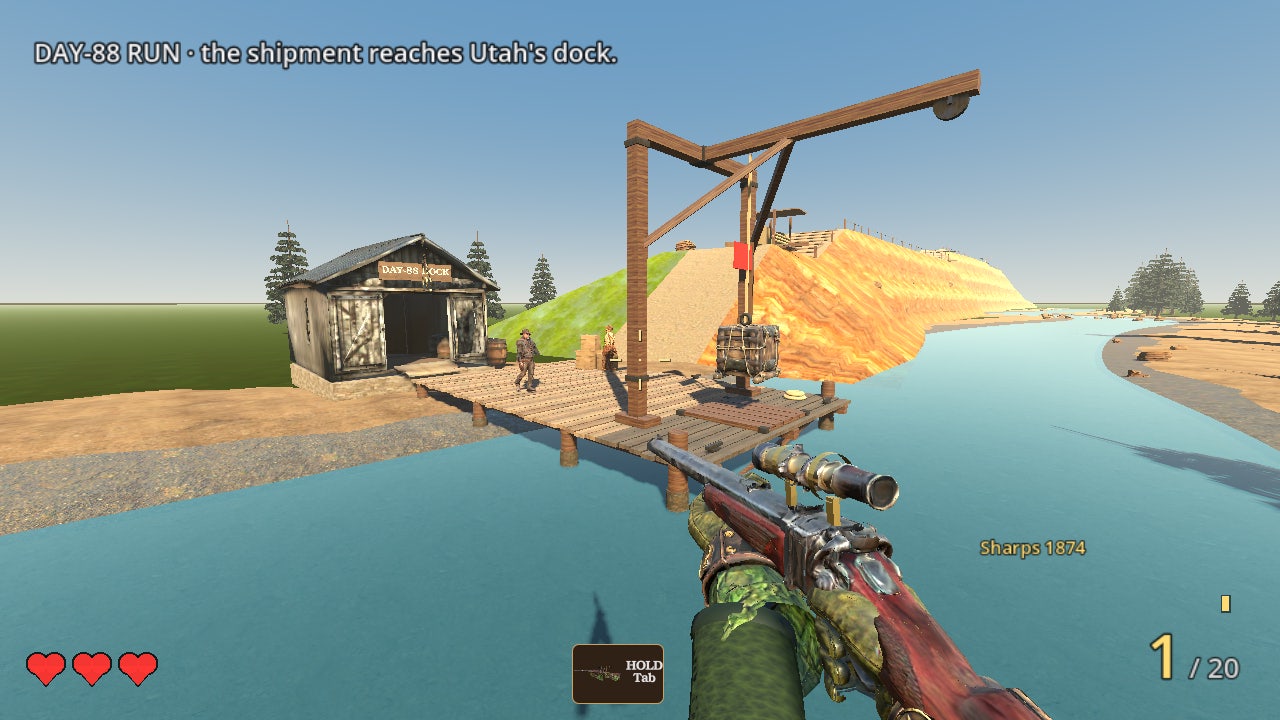 DAY-88 RUN · the shipment reaches Utah's dock.
DAY-88 DOCK
Sharps 1874
HOLD
Tab
1 / 20